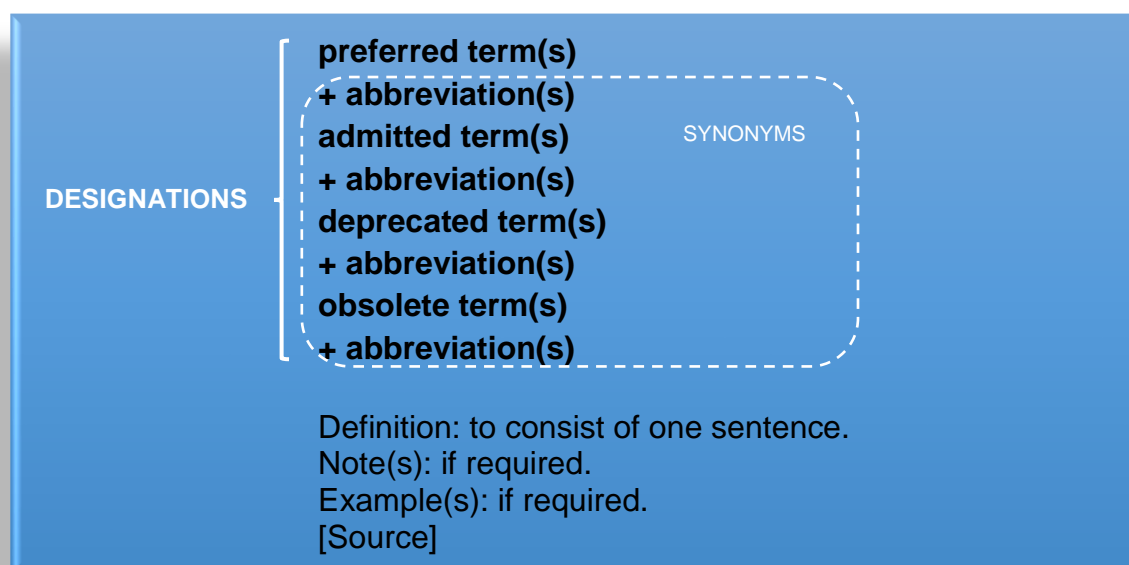 preferred term(s)
+ abbreviation(s)
admitted term(s)
SYNONYMS
+ abbreviation(s)
DESIGNATIONS
deprecated term(s)
+ abbreviation(s)
obsolete term(s)
+ abbreviation(s)
Definition: to consist of one sentence.
Note(s): if required.
Example(s): if required.
[Source]